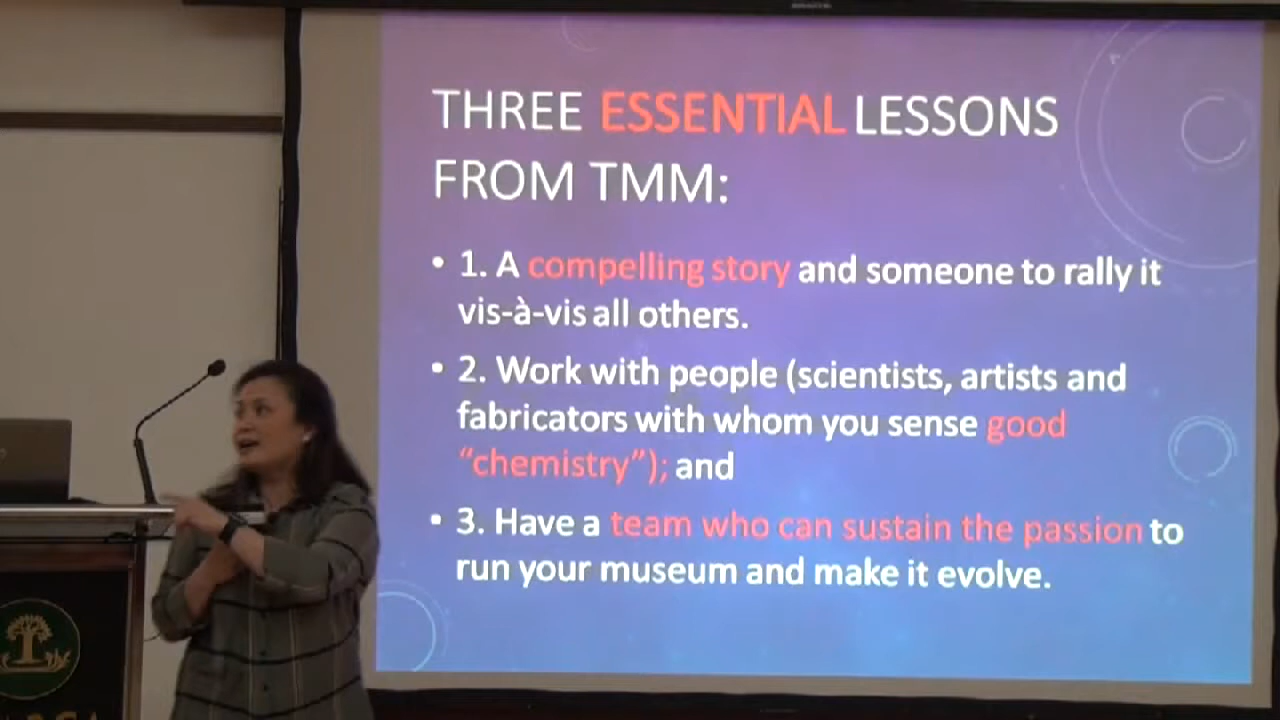 THREE ESSENTIAL LESSONS
FROM TMM:
• 1. A compelling story and someone to rally it
vis-à-vis all others.
• 2. Work with people (scientists, artists and
fabricators with whom you sense good
“chemistry”); and
• 3. Have a team who can sustain the passion to
run your museum and make it evolve.